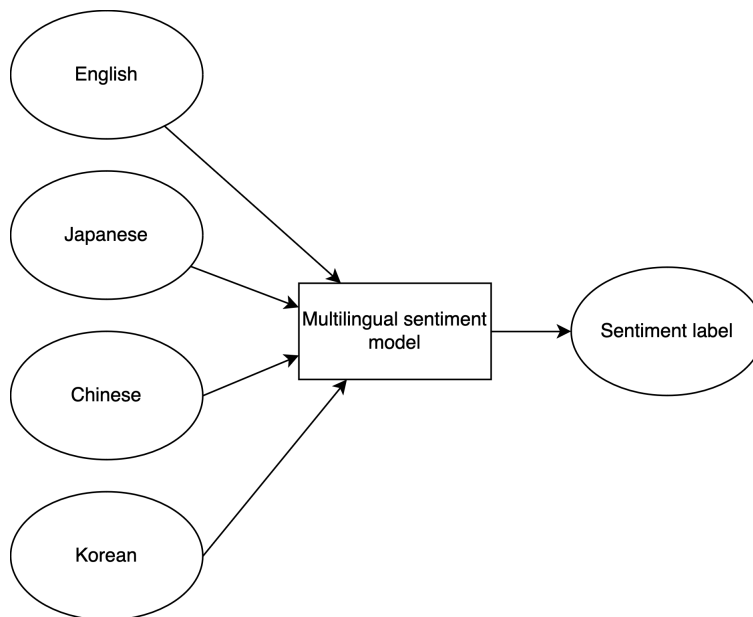 English
Japanese
Multilingual sentiment
model
Sentiment label
Chinese
Korean